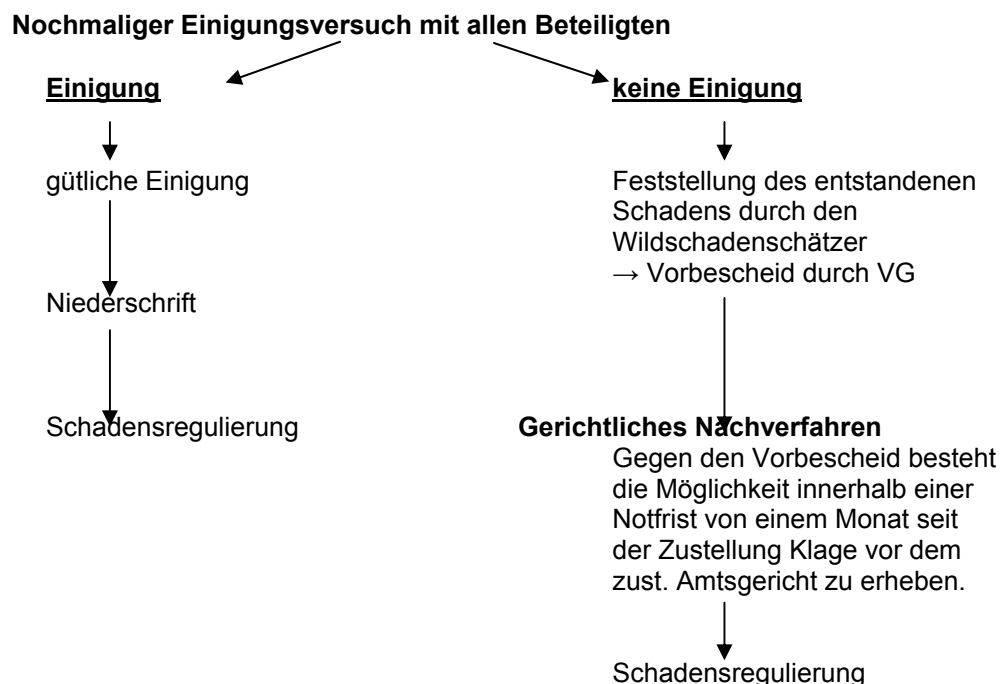 Nochmaliger Einigungsversuch mit allen Beteiligten
Einigung
keine Einigung
gütliche Einigung
Niederschrift
Schadensregulierung
Feststellung des entstandenen
Schadens durch den
Wildschadenschätzer
→ Vorbescheid durch VG
Gerichtliches Nachverfahren
Gegen den Vorbescheid besteht
die Möglichkeit innerhalb einer
Notfrist von einem Monat seit
der Zustellung Klage vor dem
zust. Amtsgericht zu erheben.
Schadensregulierung